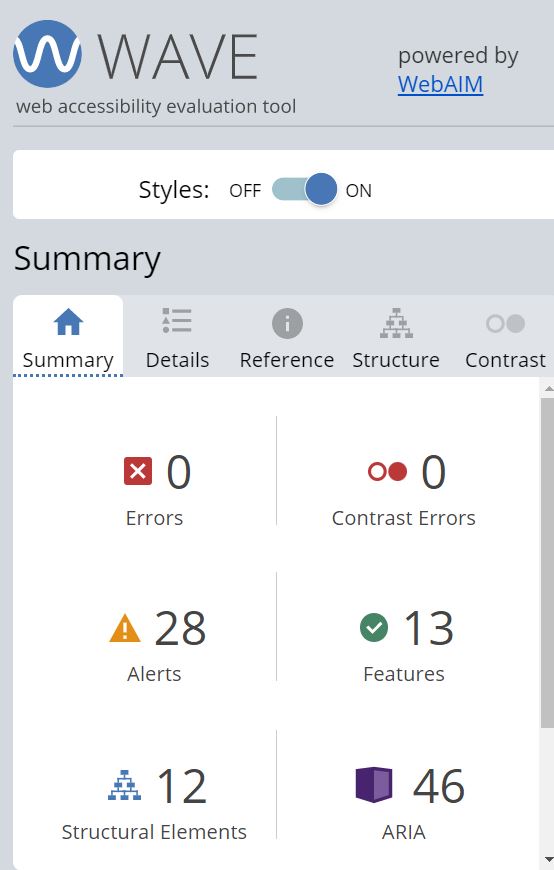 WAVE
powered by
WebAIM
web accessibility evaluation tool
Styles: OFF ON
Summary
Summary Details Reference Structure Contrast
0 0
Errors Contrast Errors
28 13
Alerts Features
12 46
Structural Elements ARIA